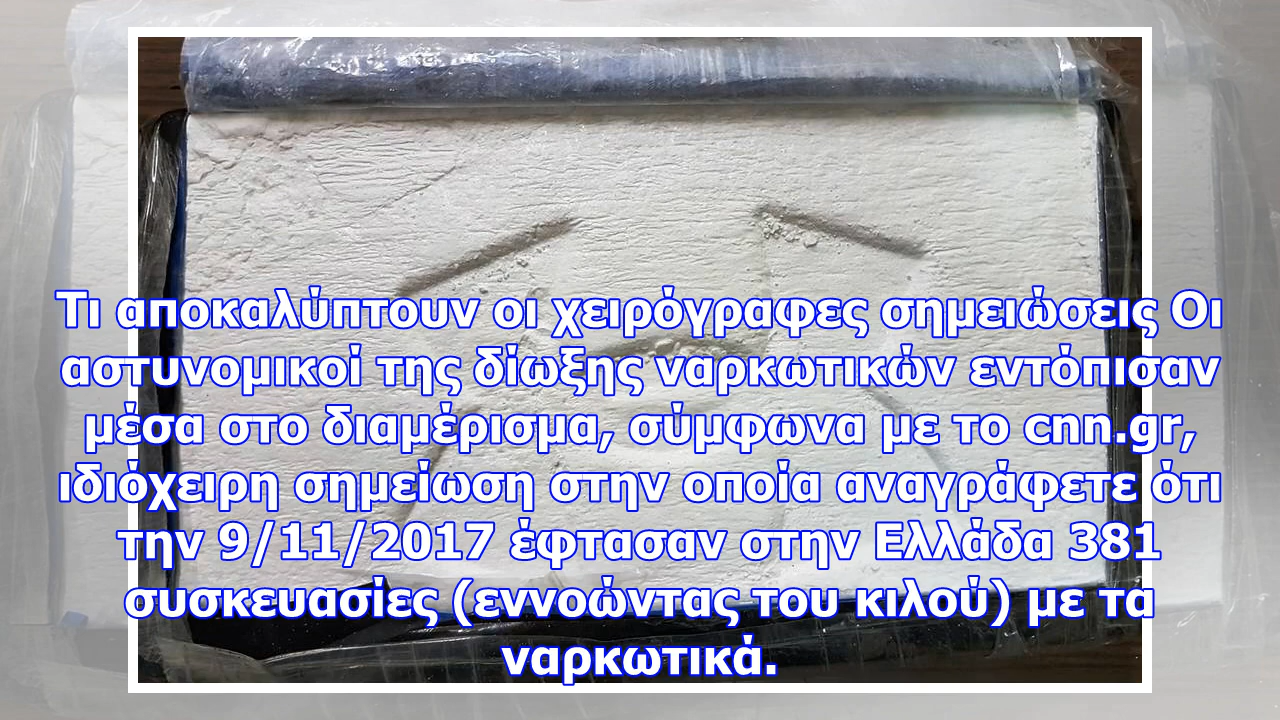 Τι αποκαλύπτουν οι χειρόγραφες σημειώσεις Οι
αστυνομικοί της δίωξης ναρκωτικών εντόπισαν
μέσα στο διαμέρισμα, σύμφωνα με το cnn.gr,
ιδιόχειρη σημείωση στην οποία αναγράφετε ότι
την 9/11/2017 έφτασαν στην Ελλάδα 381
συσκευασίες (εννοώντας του κιλού) με τα
ναρκωτικά.